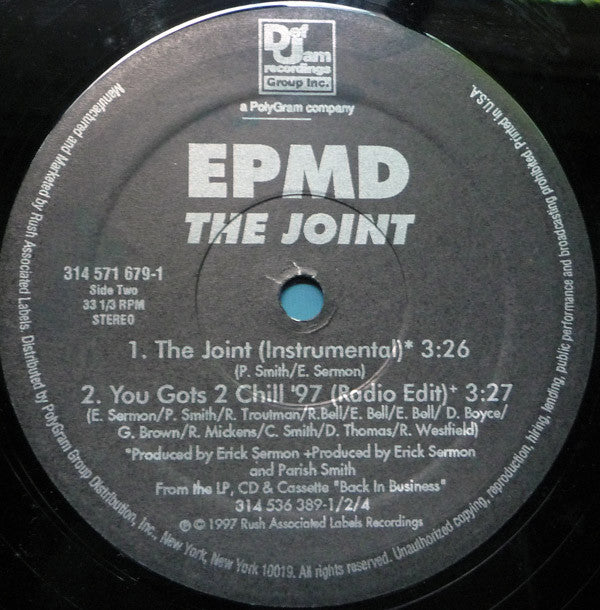 Def
Jam
recordings
Group Inc.
a PolyGram company
EPMD
THE JOINT
314 571 679-1
Side Two
33 1/3 RPM
STEREO
1. The Joint (Instrumental)* 3:26
(P. Smith/E. Sermon)
2. You Gots 2 Chill '97 (Radio Edit)+ 3:27
(E. Sermon/P. Smith/R. Troutman/R.Bell/E. Bell/E. Bell/ D. Boyce/
G. Brown/R. Mickens/C. Smith/D. Thomas/R. Westfield)
*Produced by Erick Sermon +Produced by Erick Sermon
and Parish Smith
From the LP, CD & Cassette "Back In Business"
314 536 389-1/2/4
℗ © 1997 Rush Associated Labels Recordings
Manufactured and Marketed by Rush Associated Labels. Distributed by PolyGram Group Distribution, Inc., New York, New York 10019. All rights reserved. Unauthorized copying, reproduction, hiring, lending, public performance and broadcasting prohibited. Printed in U.S.A.